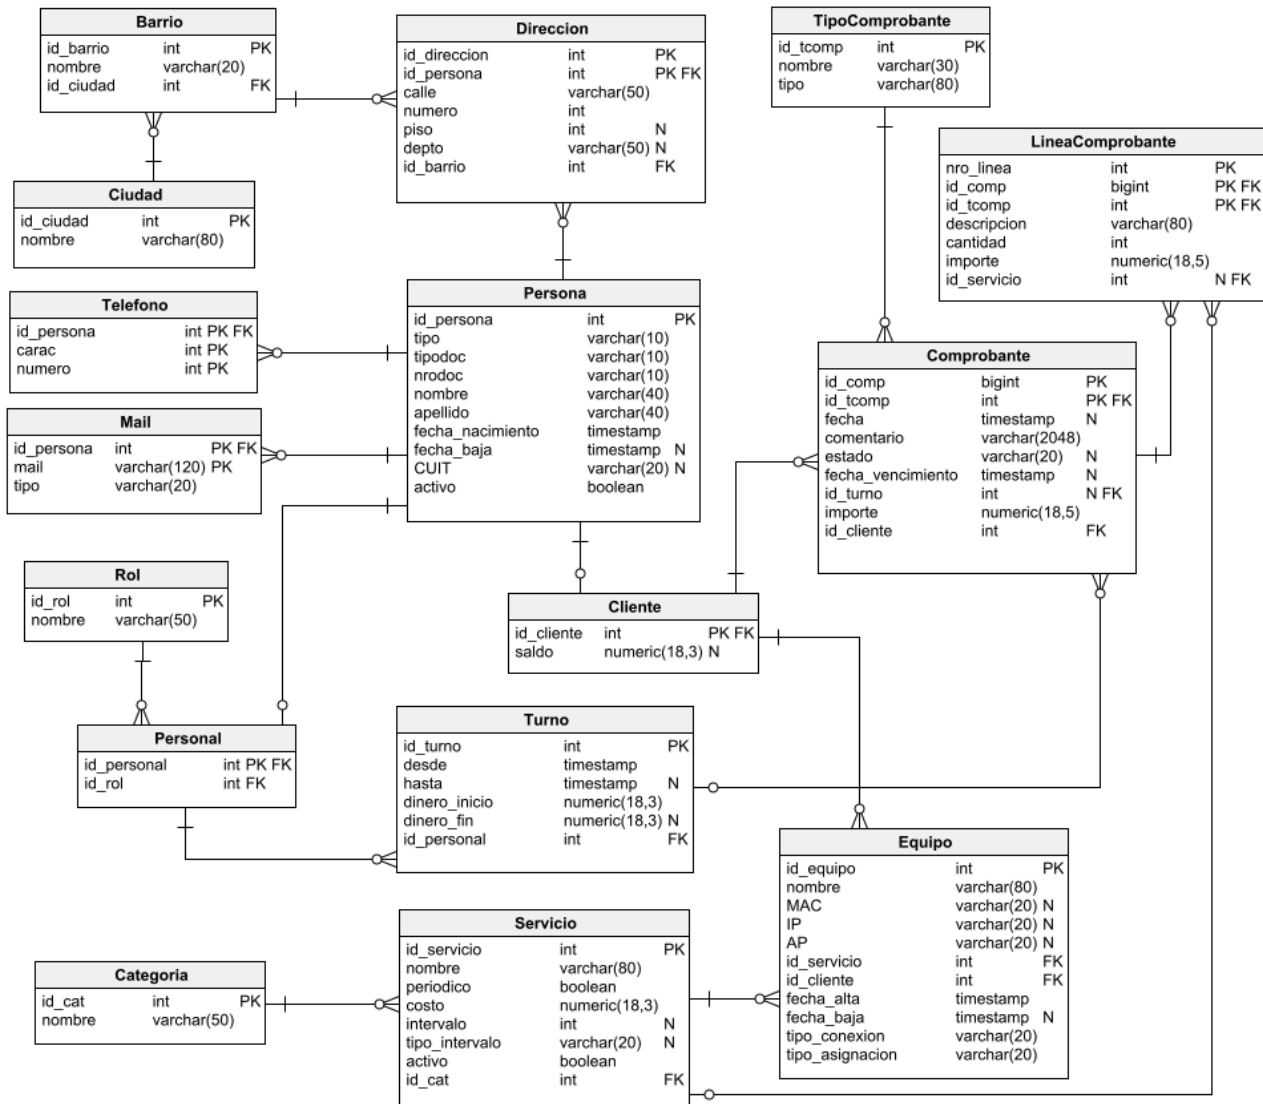 Barrio
id_barrio int PK
nombre varchar(20)
id_ciudad int FK
Direccion
id_direccion int PK
id_persona int PK FK
calle varchar(50)
numero int
piso int N
depto varchar(50) N
id_barrio int FK
TipoComprobante
id_tcomp int PK
nombre varchar(30)
tipo varchar(80)
LineaComprobante
nro_linea int PK
id_comp bigint PK FK
id_tcomp int PK FK
descripcion varchar(80)
cantidad int
importe numeric(18,5)
id_servicio int N FK
Ciudad
id_ciudad int PK
nombre varchar(80)
Telefono
id_persona int PK FK
carac int PK
numero int PK
Persona
id_persona int PK
tipo varchar(10)
tipodoc varchar(10)
nrodoc varchar(10)
nombre varchar(40)
apellido varchar(40)
fecha_nacimiento timestamp
fecha_baja timestamp N
CUIT varchar(20) N
activo boolean
Comprobante
id_comp bigint PK
id_tcomp int PK FK
fecha timestamp N
comentario varchar(2048)
estado varchar(20) N
fecha_vencimiento timestamp N
id_turno int N FK
importe numeric(18,5)
id_cliente int FK
Mail
id_persona int PK FK
mail varchar(120) PK
tipo varchar(20)
Rol
id_rol int PK
nombre varchar(50)
Cliente
id_cliente int PK FK
saldo numeric(18,3) N
Personal
id_personal int PK FK
id_rol int FK
Turno
id_turno int PK
desde timestamp
hasta timestamp N
dinero_inicio numeric(18,3)
dinero_fin numeric(18,3) N
id_personal int FK
Equipo
id_equipo int PK
nombre varchar(80)
MAC varchar(20) N
IP varchar(20) N
AP varchar(20) N
id_servicio int FK
id_cliente int FK
fecha_alta timestamp
fecha_baja timestamp N
tipo_conexion varchar(20)
tipo_asignacion varchar(20)
Servicio
id_servicio int PK
nombre varchar(80)
periodico boolean
costo numeric(18,3)
intervalo int N
tipo_intervalo varchar(20) N
activo boolean
id_cat int FK
Categoria
id_cat int PK
nombre varchar(50)